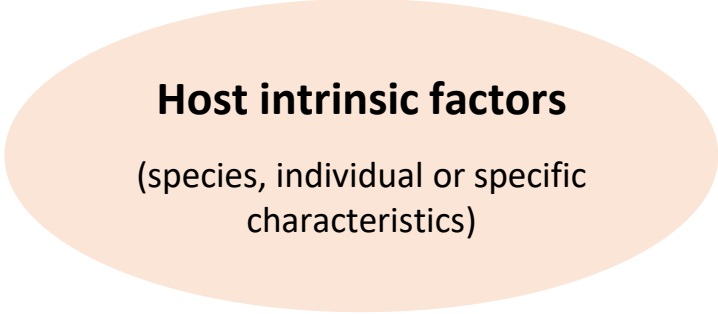 Host intrinsic factors
(species, individual or specific
characteristics)